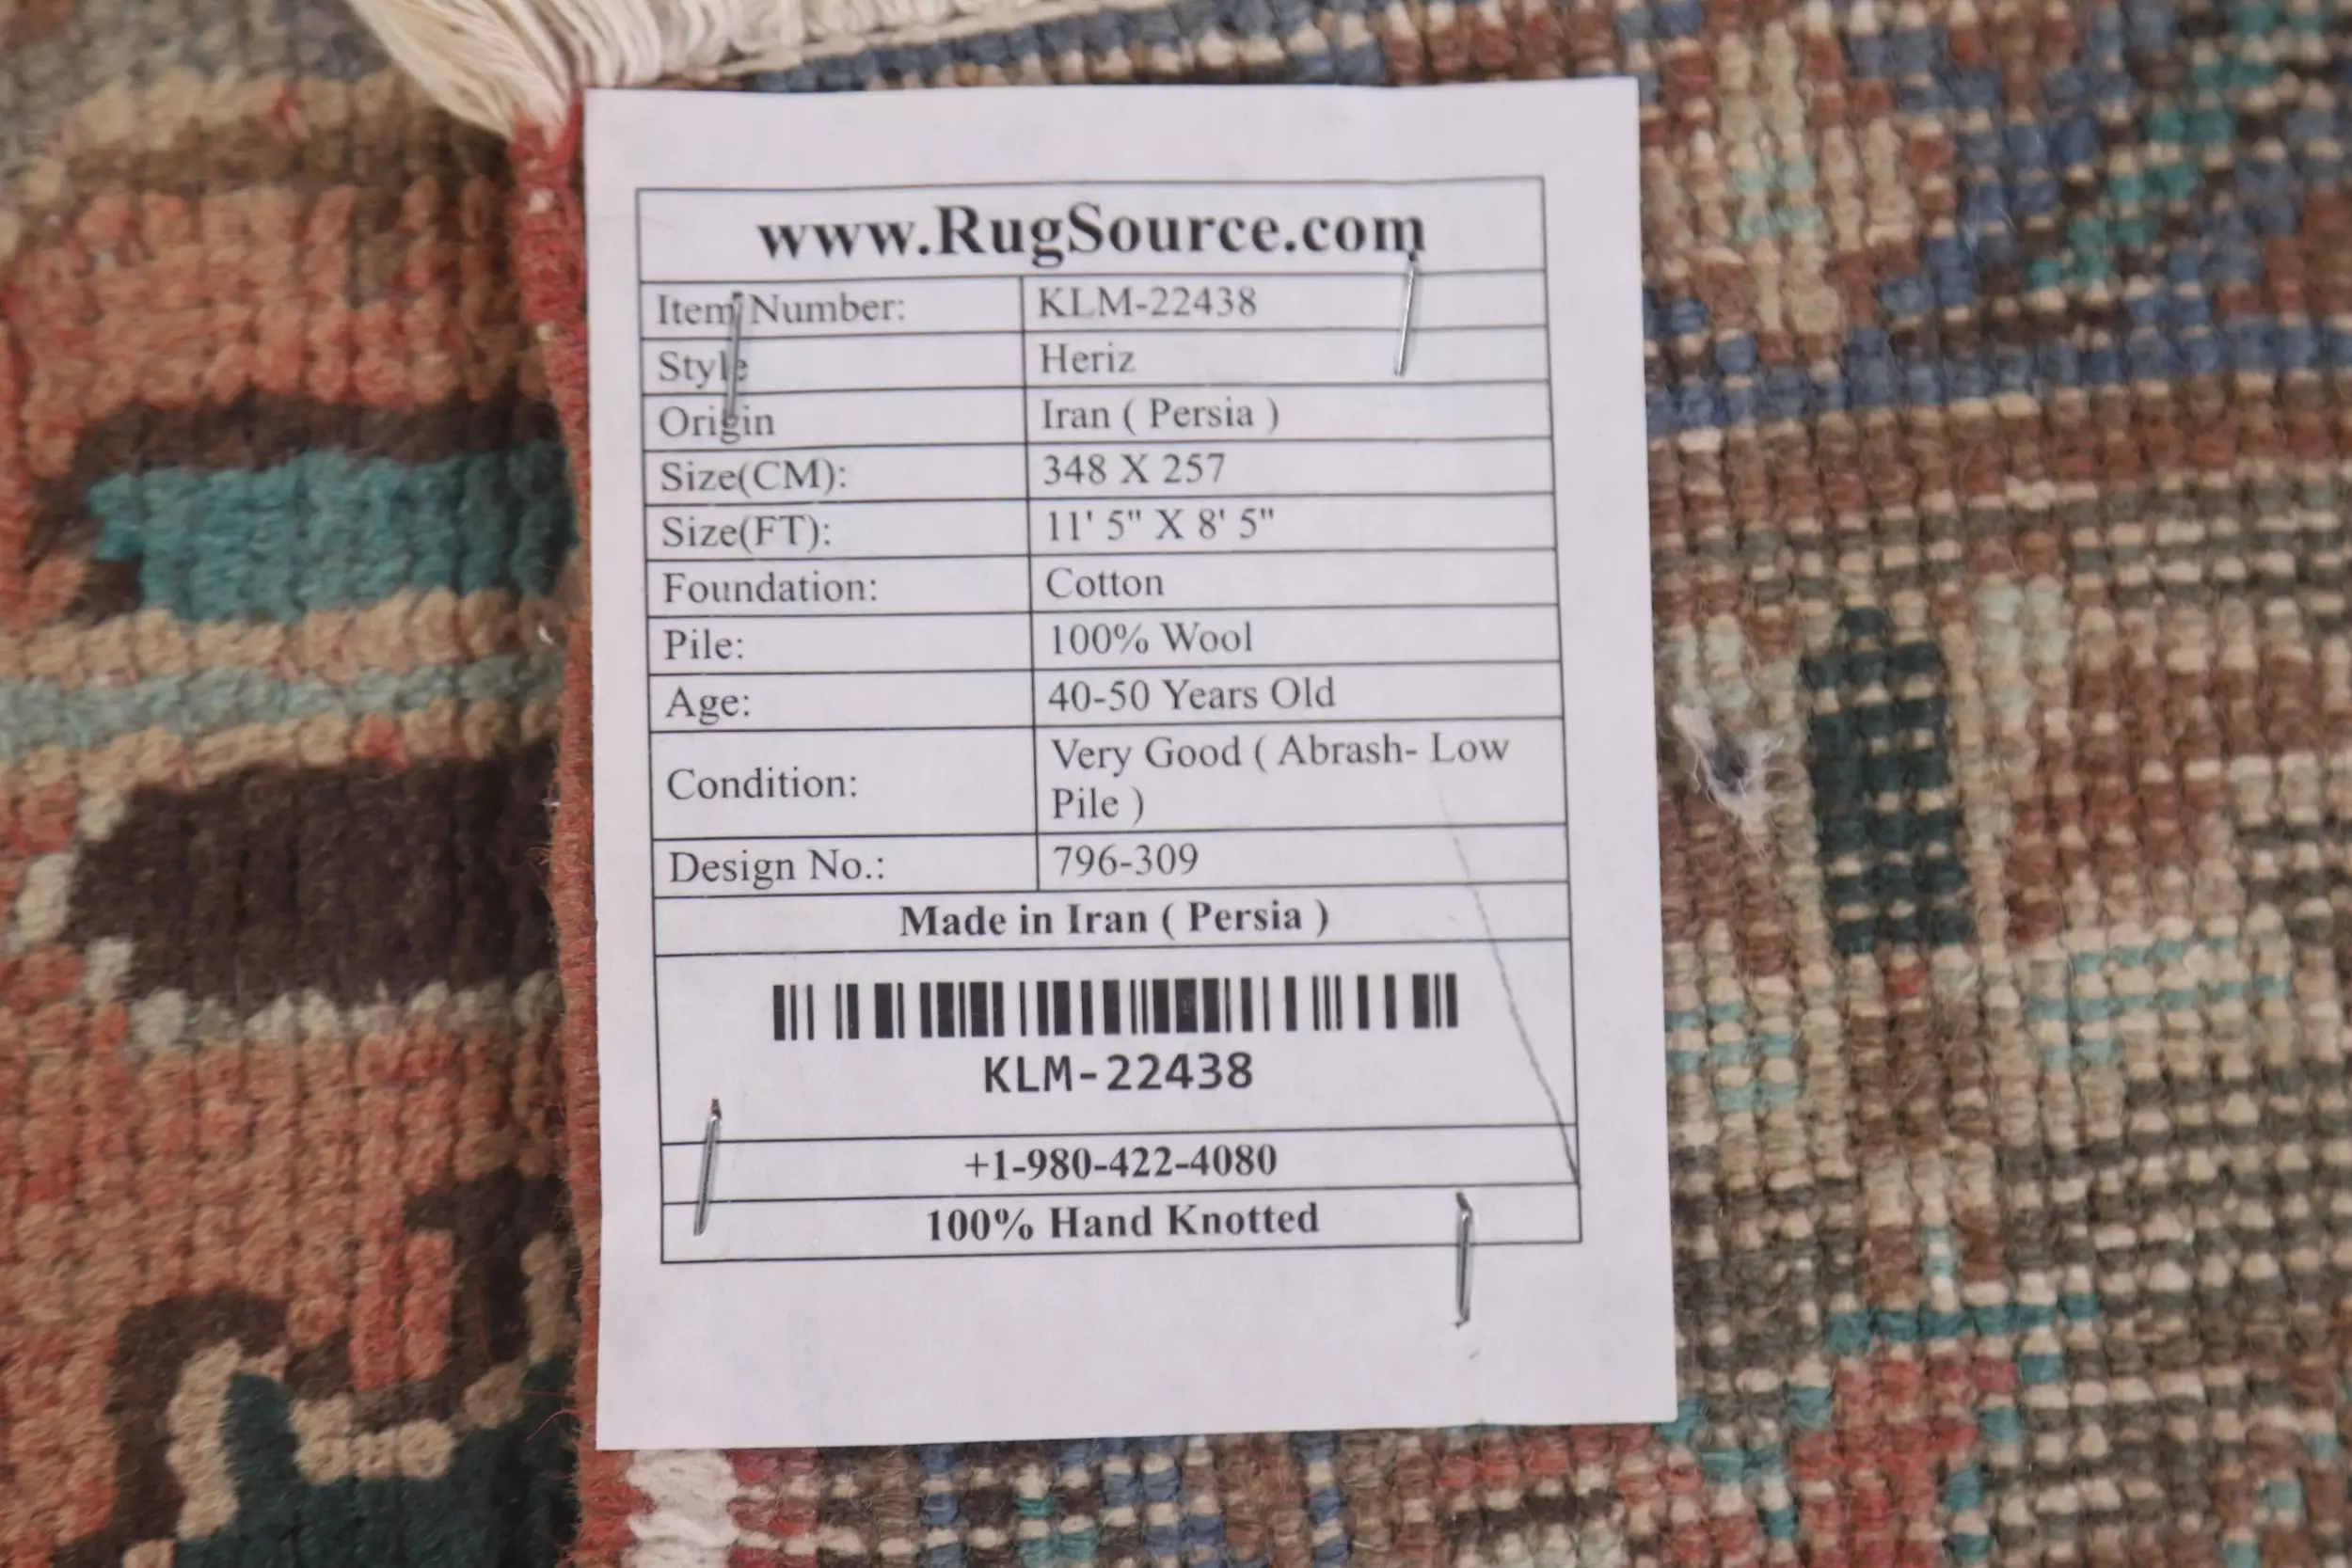 www.RugSource.com
Item Number: KLM-22438
Style Heriz
Origin Iran ( Persia )
Size(CM): 348 X 257
Size(FT): 11' 5" X 8' 5"
Foundation: Cotton
Pile: 100% Wool
Age: 40-50 Years Old
Condition: Very Good ( Abrash- Low
Pile )
Design No.: 796-309
Made in Iran ( Persia )
KLM-22438
+1-980-422-4080
100% Hand Knotted